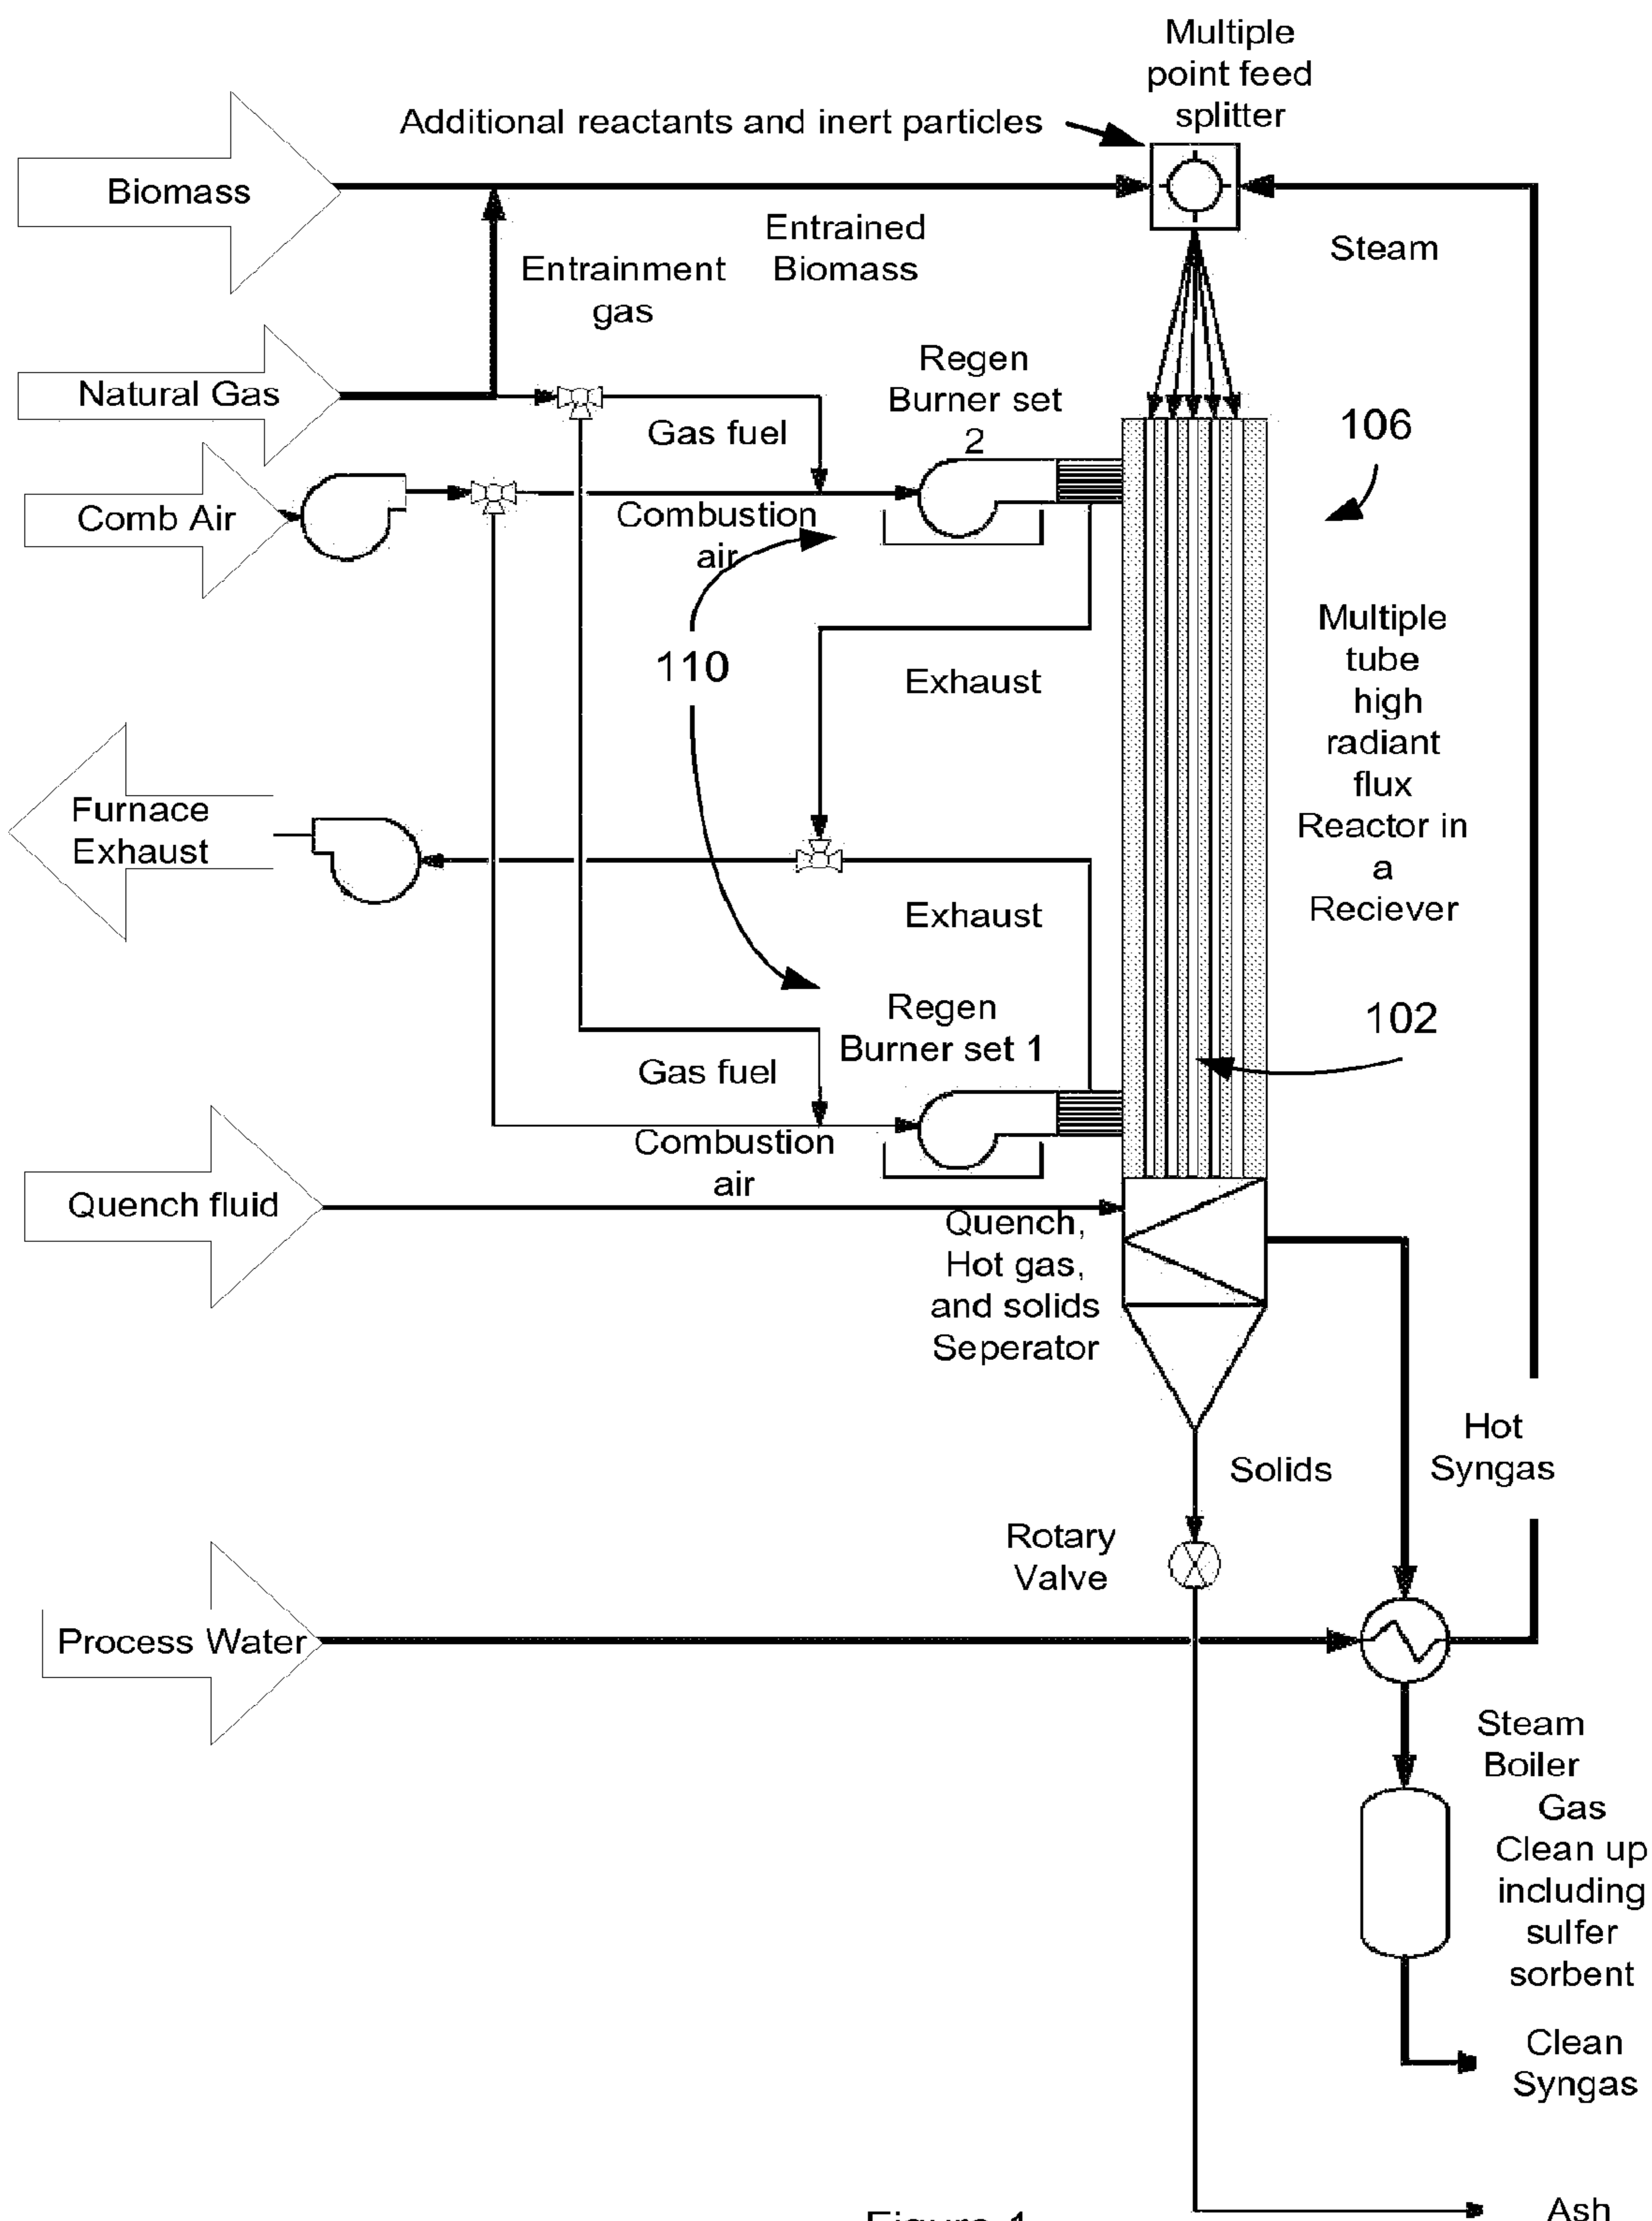 Multiple
point feed
splitter
Additional reactants and inert particles
Biomass
Entrained
Biomass
Steam
Entrainment
gas
Regen
Burner set
2
Natural Gas
106
Gas fuel
Comb Air
Combustion
air
Multiple
tube
high
radiant
flux
Reactor in
a
Reciever
110
Exhaust
Furnace
Exhaust
Exhaust
Regen
Burner set 1
102
Gas fuel
Combustion
air
Quench fluid
Quench,
Hot gas,
and solids
Seperator
Hot
Syngas
Solids
Rotary
Valve
Process Water
Steam
Boiler
Gas
Clean up
including
sulfer
sorbent
Clean
Syngas
Ash
Figure 1